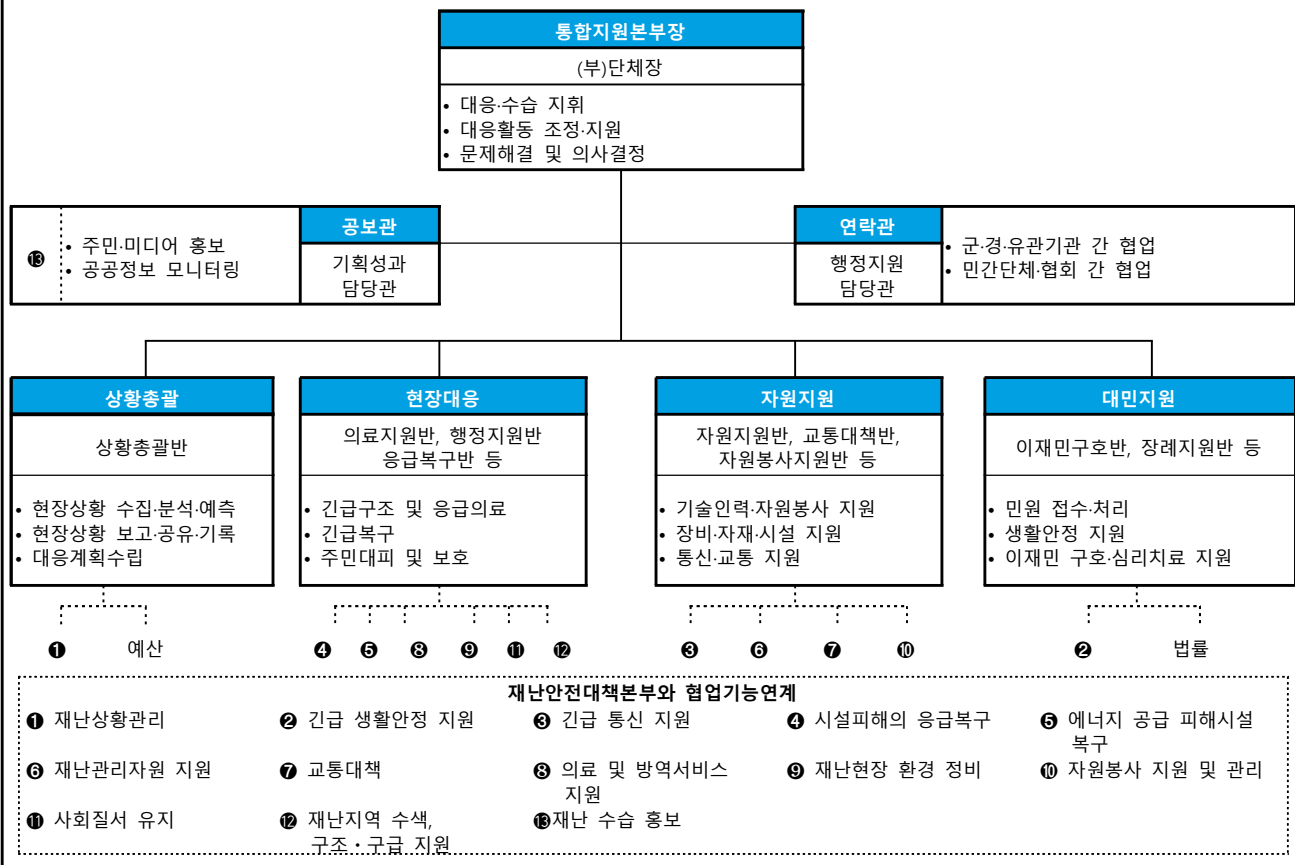 통합지원본부장
(부)단체장
• 대응·수습 지휘
• 대응활동 조정·지원
• 문제해결 및 의사결정
⓭
• 주민·미디어 홍보
• 공공정보 모니터링
공보관
기획성과
담당관
연락관
행정지원
담당관
• 군·경·유관기관 간 협업
• 민간단체·협회 간 협업
상황총괄
상황총괄반
• 현장상황 수집·분석·예측
• 현장상황 보고·공유·기록
• 대응계획수립
❶ 예산
현장대응
의료지원반, 행정지원반
응급복구반 등
• 긴급구조 및 응급의료
• 긴급복구
• 주민대피 및 보호
❹ ❺ ❽ ❾ ⓫ ⓬
자원지원
자원지원반, 교통대책반,
자원봉사지원반 등
• 기술인력·자원봉사 지원
• 장비·자재·시설 지원
• 통신·교통 지원
❸ ❻ ❼ ❿
대민지원
이재민구호반, 장례지원반 등
• 민원 접수·처리
• 생활안정 지원
• 이재민 구호·심리치료 지원
❷ 법률
재난안전대책본부와 협업기능연계
❶ 재난상황관리
❷ 긴급 생활안정 지원
❸ 긴급 통신 지원
❹ 시설피해의 응급복구
❺ 에너지 공급 피해시설
복구
❻ 재난관리자원 지원
❼ 교통대책
❽ 의료 및 방역서비스
지원
❾ 재난현장 환경 정비
❿ 자원봉사 지원 및 관리
⓫ 사회질서 유지
⓬ 재난지역 수색,
구조・구급 지원
⓭재난 수습 홍보